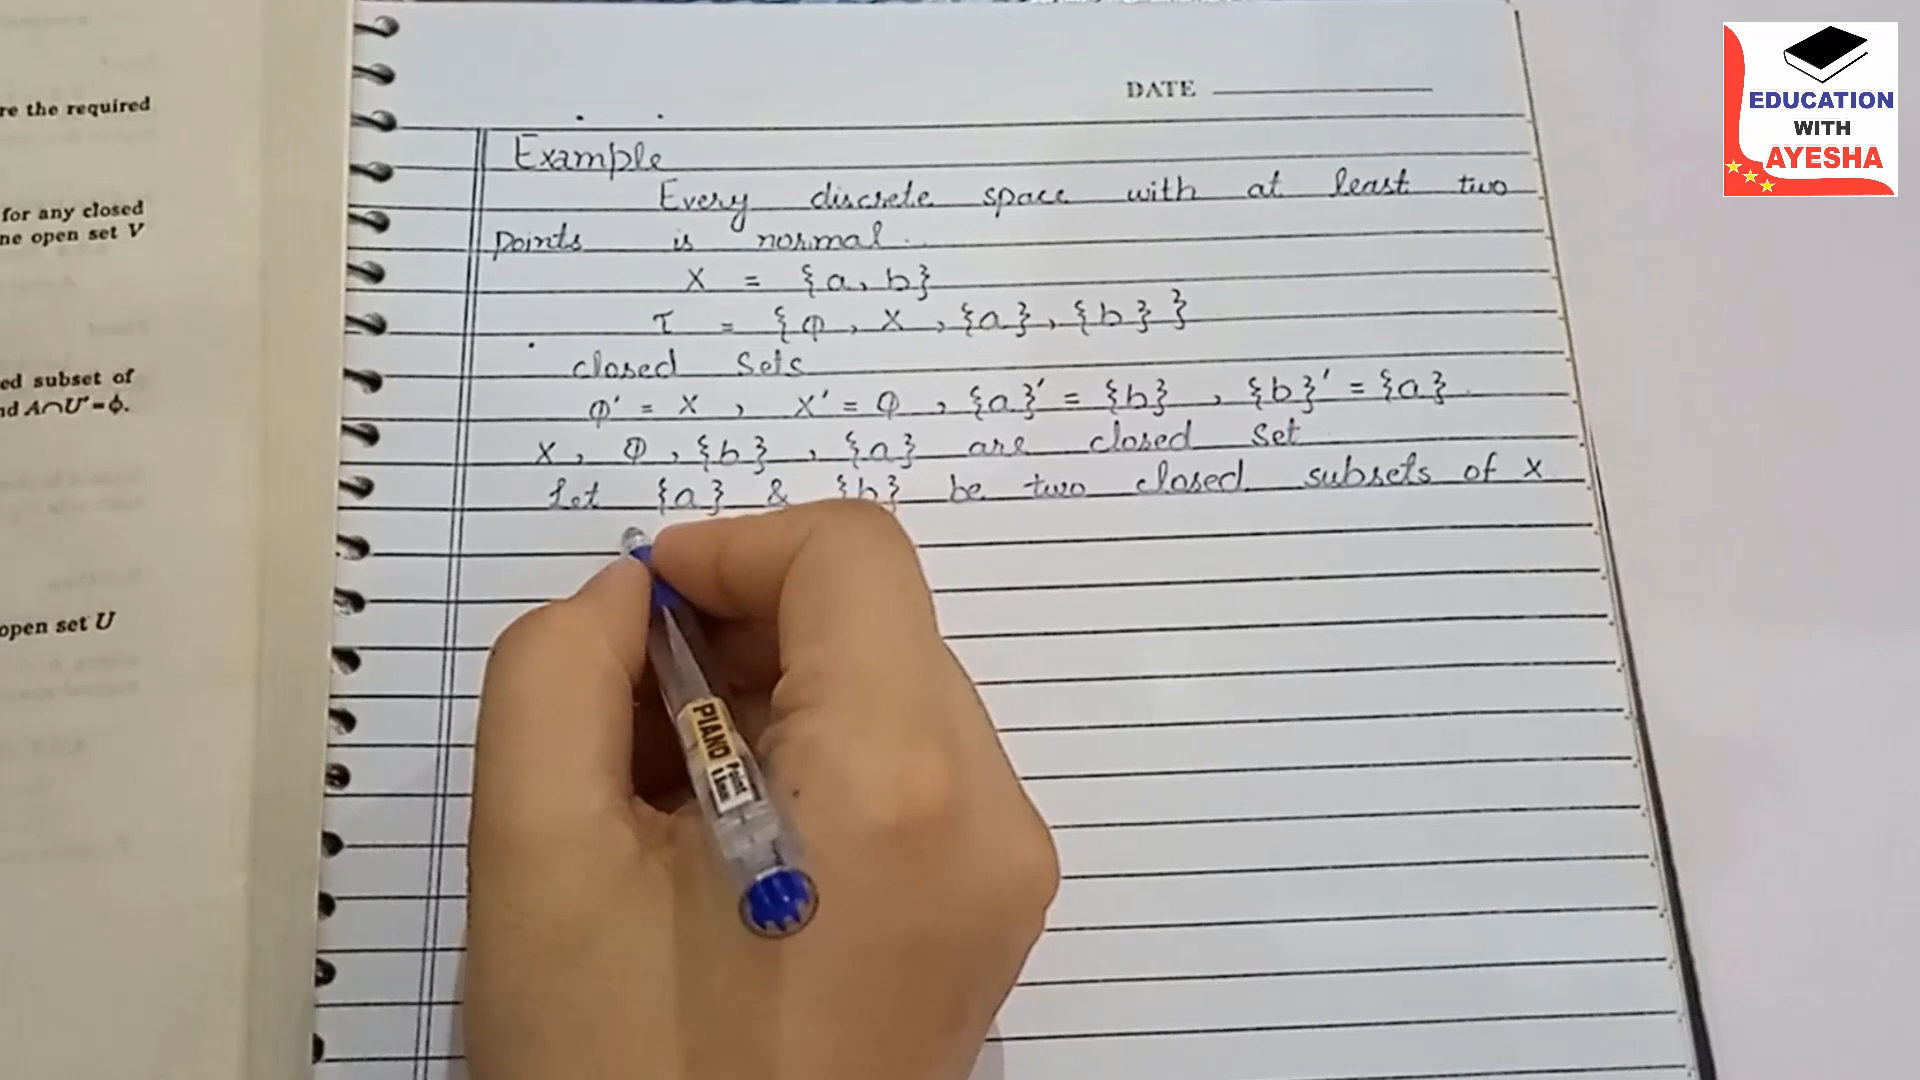 re the required
for any closed
ne open set V
ed subset of
nd A∩U' = ϕ.
open set U
DATE
Example
Every discrete space with at least two
points is normal.
X = {a, b}
τ = {φ, X, {a}, {b}}
closed sets
φ' = X, X' = φ, {a}' = {b}, {b}' = {a}.
X, φ, {b}, {a} are closed set
Let {a} & {b} be two closed subsets of X
PIANO
Point
EDUCATION
WITH
AYESHA